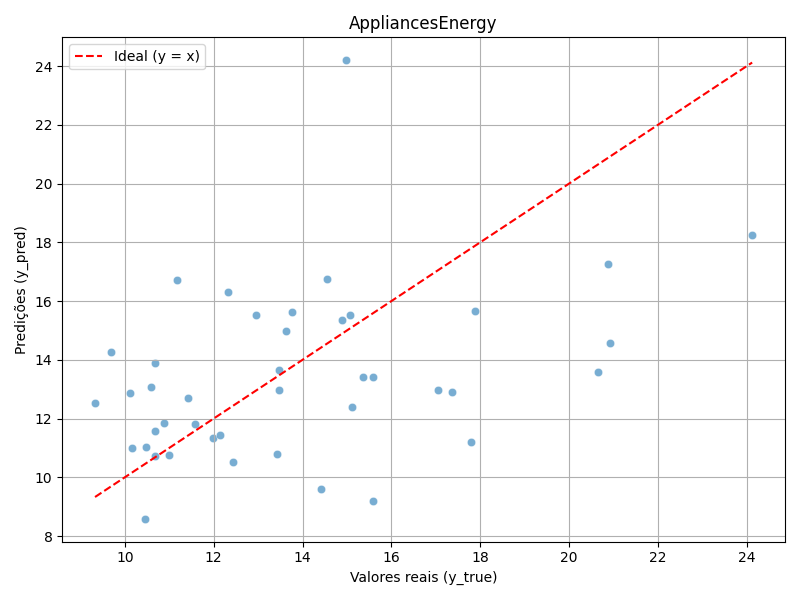 AppliancesEnergy
Ideal (y = x)
Predições (y_pred)
24
22
20
18
16
14
12
10
8
10 12 14 16 18 20 22 24
Valores reais (y_true)